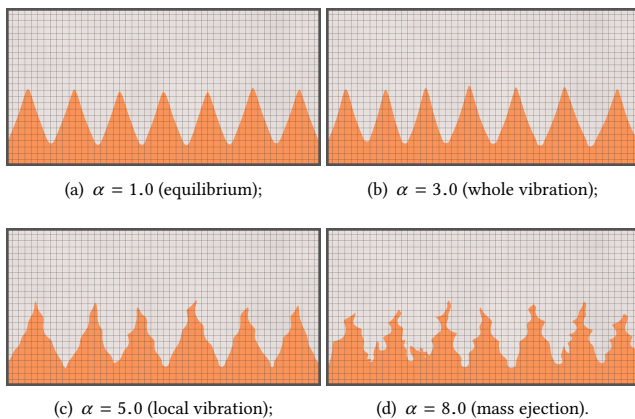 (a) α = 1.0 (equilibrium);
(b) α = 3.0 (whole vibration);
(c) α = 5.0 (local vibration);
(d) α = 8.0 (mass ejection).